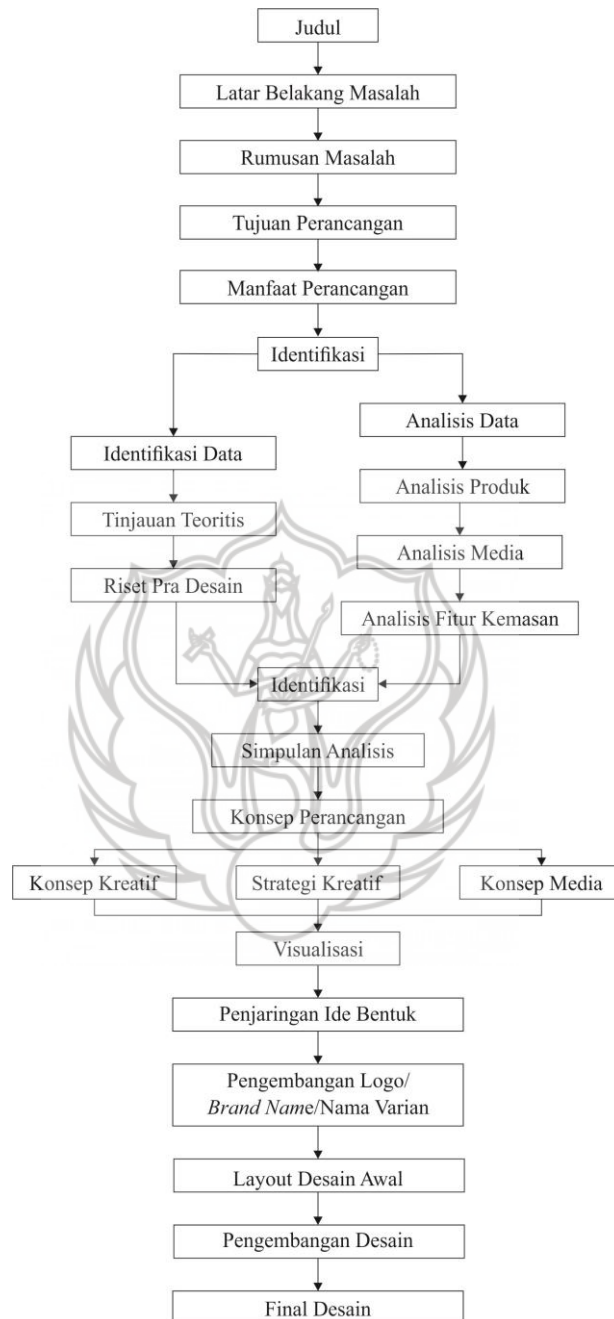 Judul
Latar Belakang Masalah
Rumusan Masalah
Tujuan Perancangan
Manfaat Perancangan
Identifikasi
Identifikasi Data
Tinjauan Teoritis
Riset Pra Desain
Analisis Data
Analisis Produk
Analisis Media
Analisis Fitur Kemasan
Identifikasi
Simpulan Analisis
Konsep Perancangan
Konsep Kreatif
Strategi Kreatif
Konsep Media
Visualisasi
Penjaringan Ide Bentuk
Pengembangan Logo/
Brand Name/Nama Varian
Layout Desain Awal
Pengembangan Desain
Final Desain